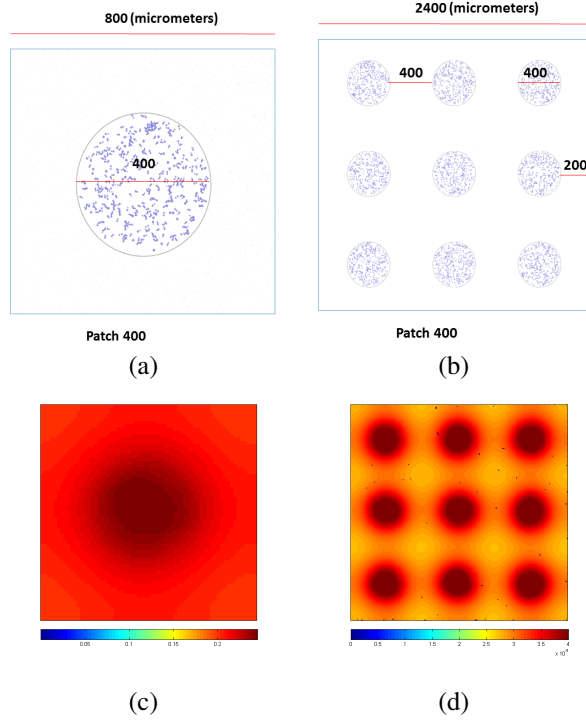 800 (micrometers)
2400 (micrometers)
400
400
400
200
Patch 400
Patch 400
(a)
(b)
0.05 0.1 0.15 0.2
0 0.5 1 1.5 2 2.5 3 3.5 4
x 10
(c)
(d)